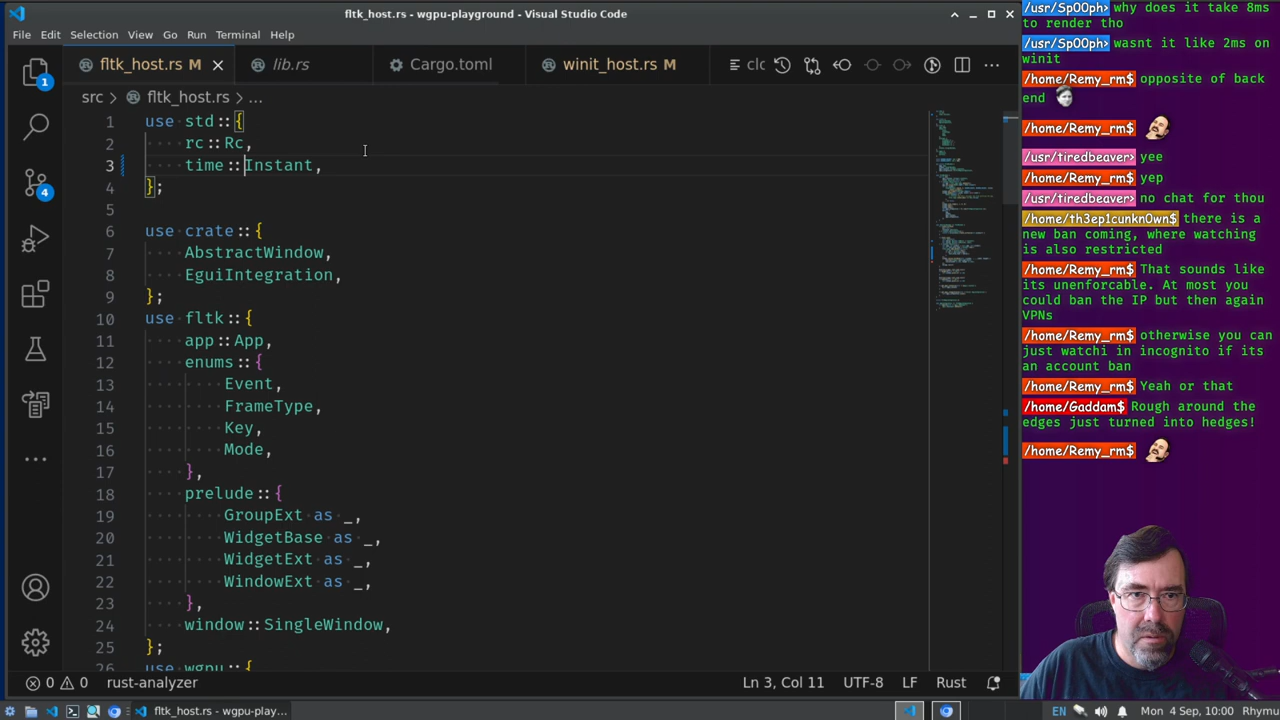 fltk_host.rs - wgpu-playground - Visual Studio Code
File Edit Selection View Go Run Terminal Help
fltk_host.rs M
lib.rs
Cargo.toml
winit_host.rs M
clc
src > fltk_host.rs > ...
1 use std::{
2 rc::Rc,
3 time::Instant,
4 };
5
6 use crate::{
7 AbstractWindow,
8 EguiIntegration,
9 };
10 use fltk::{
11 app::App,
12 enums::{
13 Event,
14 FrameType,
15 Key,
16 Mode,
17 },
18 prelude::{
19 GroupExt as _,
20 WidgetBase as _,
21 WidgetExt as _,
22 WindowExt as _,
23 },
24 window::SingleWindow,
25 };
26 use wgpu::{
1
4
0 0 rust-analyzer
Ln 3, Col 11 UTF-8 LF Rust
/usr/Sp00ph> why does it take 8ms
to render tho
/usr/Sp00ph> wasnt it like 2ms on
winit
/home/Remy_rm$ opposite of back
end
/home/Remy_rm$
/usr/tiredbeaver> yee
/home/Remy_rm$ yep
/usr/tiredbeaver> no chat for thou
/home/th3ep1cunkn0wn$ there is a
new ban coming, where watching
is also restricted
/home/Remy_rm$ That sounds like
its unenforcable. At most you
could ban the IP but then again
VPNs
/home/Remy_rm$ otherwise you can
just watchi in incognito if its
an account ban
/home/Remy_rm$ Yeah or that
/home/Gaddam$ Rough around the
edges just turned into hedges!
/home/Remy_rm$
fltk_host.rs - wgpu-play...
EN
Mon 4 Sep, 10:00 Rhymu